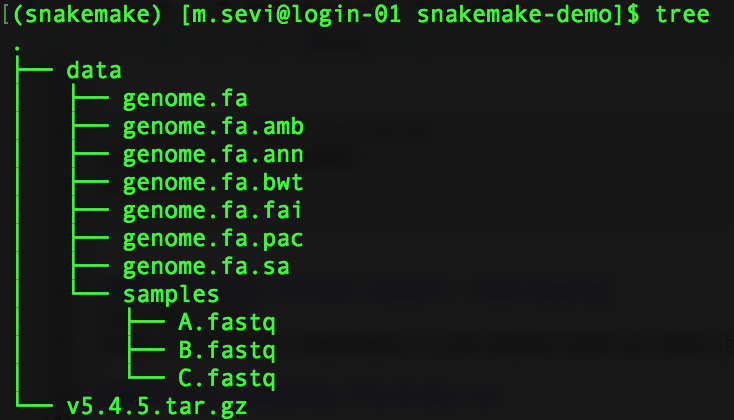 [(snakemake) [m.sevi@login-01 snakemake-demo]$ tree
.
├── data
│   ├── genome.fa
│   ├── genome.fa.amb
│   ├── genome.fa.ann
│   ├── genome.fa.bwt
│   ├── genome.fa.fai
│   ├── genome.fa.pac
│   ├── genome.fa.sa
│   └── samples
│       ├── A.fastq
│       ├── B.fastq
│       └── C.fastq
└── v5.4.5.tar.gz